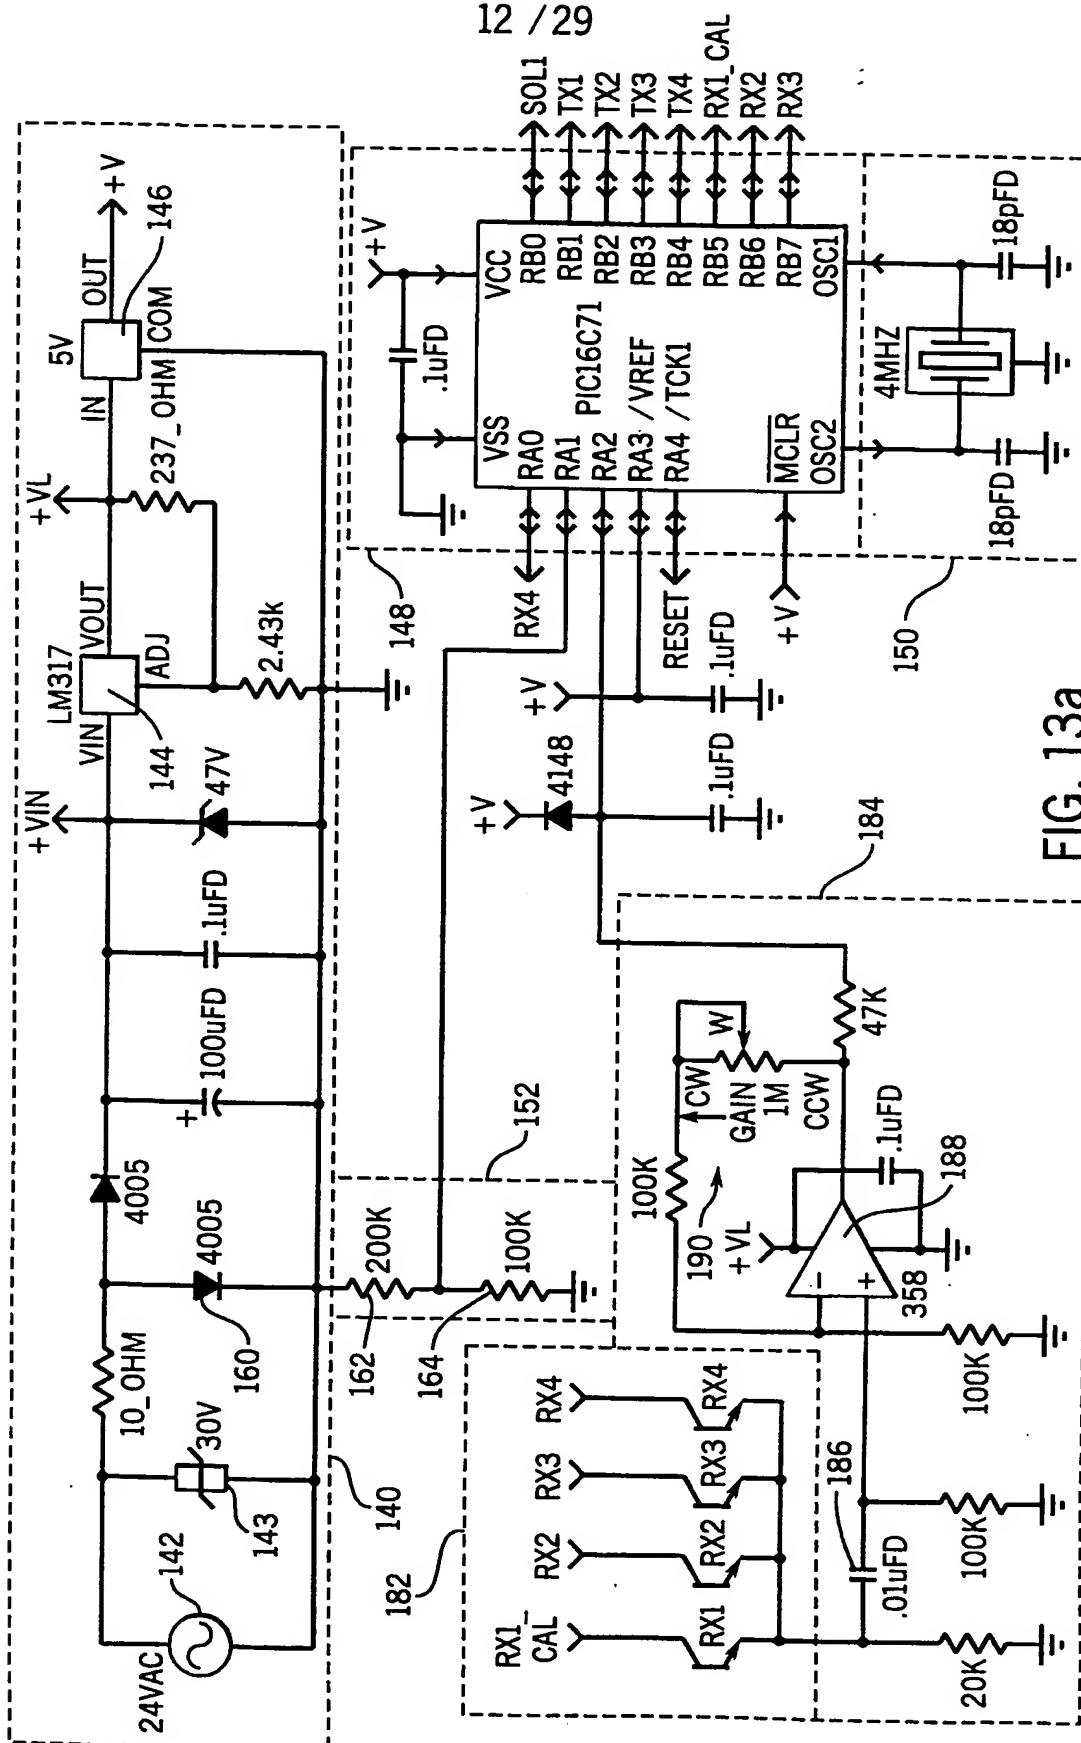 12 / 29
24VAC
142
30V
143
10_OHM
160
4005
4005
+
100uFD
.1uFD
47V
+VIN
VIN
LM317
VOUT
ADJ
144
2.43k
+VL
237_OHM
IN
5V
OUT
COM
146
+V
140
162
200K
164
100K
152
148
+V
.1uFD
VSS
VCC
PIC16C71
RA0
RA1
RA2
RA3 / VREF
RA4 / TCK1
MCLR
OSC2
RB0
RB1
RB2
RB3
RB4
RB5
RB6
RB7
OSC1
SOL1
TX1
TX2
TX3
TX4
RX1_CAL
RX2
RX3
RX4
RESET
+V
+V
.1uFD
+V
4148
.1uFD
4MHZ
18pFD
18pFD
150
182
RX1_
CAL
RX2
RX3
RX4
RX1
RX2
RX3
RX4
184
186
.01uFD
20K
100K
100K
190
100K
CW
GAIN
1M
CCW
W
+VL
-
+
358
188
.1uFD
47K
FIG. 13a